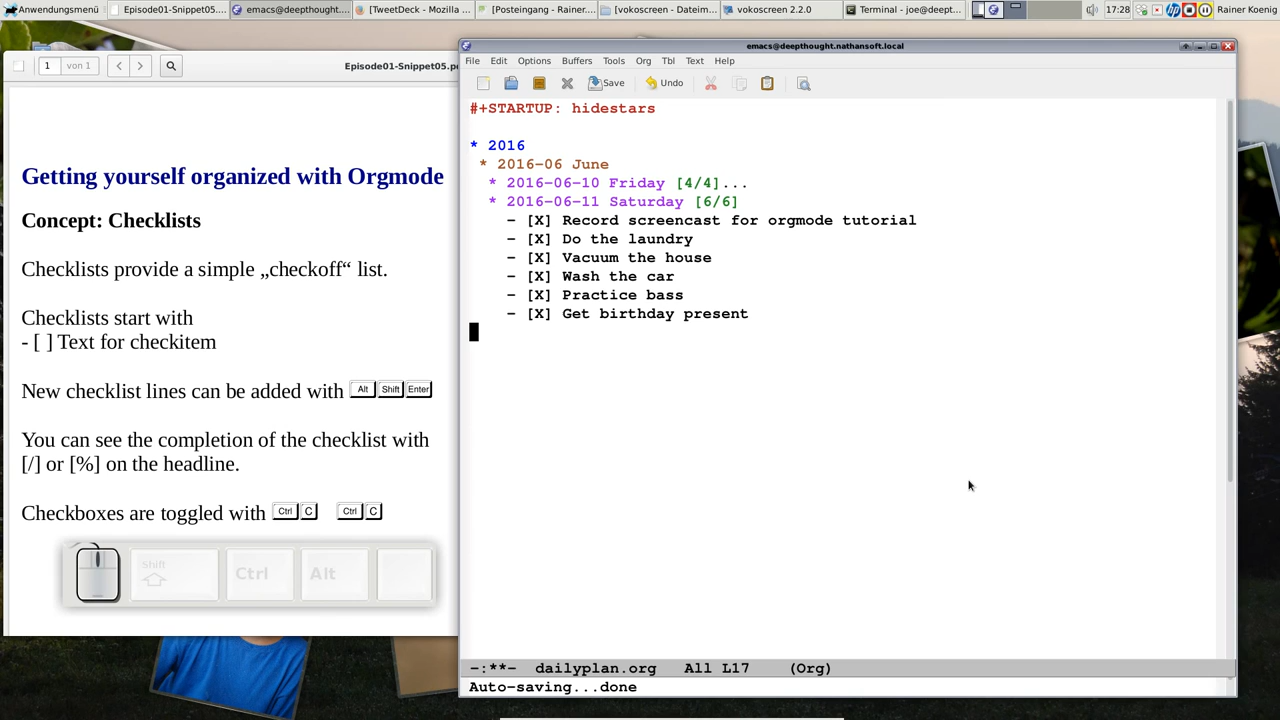 Anwendungsmenü
Episode01-Snippet05....
emacs@deepthought....
[TweetDeck - Mozilla ...
[Posteingang - Rainer....
[vokoscreen - Dateim...
vokoscreen 2.2.0
Terminal - joe@deept...
17:28
Rainer Koenig
1 von 1
Episode01-Snippet05.p
Getting yourself organized with Orgmode
Concept: Checklists
Checklists provide a simple „checkoff“ list.
Checklists start with
- [ ] Text for checkitem
New checklist lines can be added with Alt Shift Enter
You can see the completion of the checklist with
[/] or [%] on the headline.
Checkboxes are toggled with Ctrl C Ctrl C
Shift Ctrl Alt
emacs@deepthought.nathansoft.local
File Edit Options Buffers Tools Org Tbl Text Help
Save Undo
#+STARTUP: hidestars
* 2016
* 2016-06 June
* 2016-06-10 Friday [4/4]...
* 2016-06-11 Saturday [6/6]
- [X] Record screencast for orgmode tutorial
- [X] Do the laundry
- [X] Vacuum the house
- [X] Wash the car
- [X] Practice bass
- [X] Get birthday present
-:**- dailyplan.org All L17 (Org)
Auto-saving...done